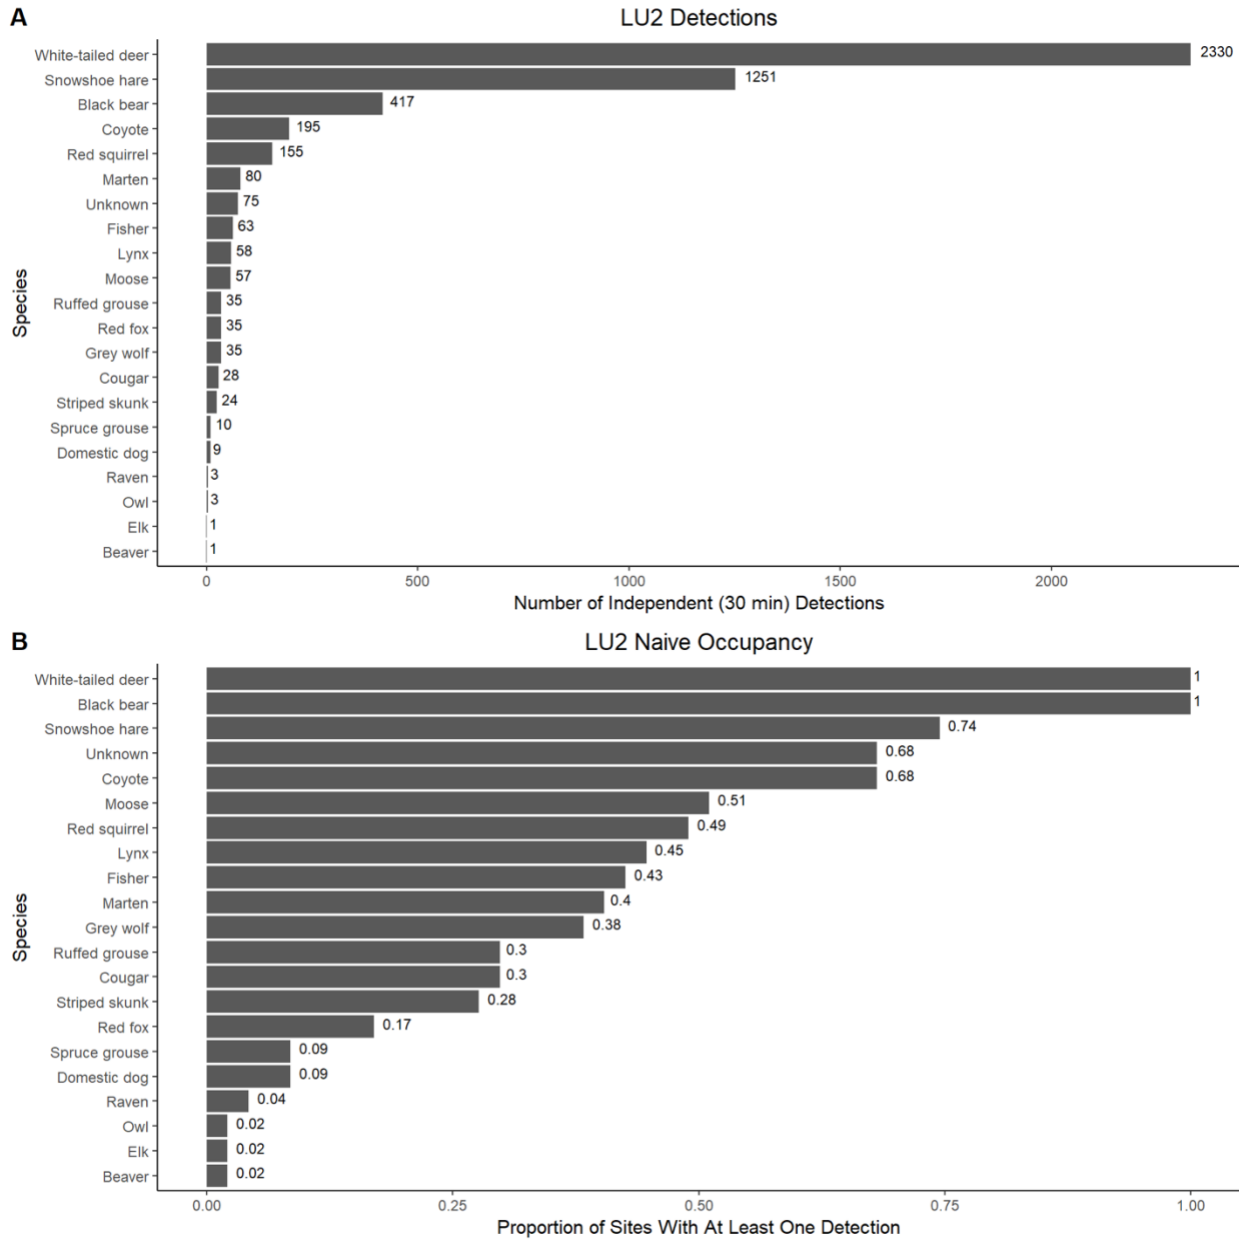 A
LU2 Detections
White-tailed deer 2330
Snowshoe hare 1251
Black bear 417
Coyote 195
Red squirrel 155
Marten 80
Unknown 75
Fisher 63
Lynx 58
Moose 57
Ruffed grouse 35
Red fox 35
Grey wolf 35
Cougar 28
Striped skunk 24
Spruce grouse 10
Domestic dog 9
Raven 3
Owl 3
Elk 1
Beaver 1
Species
0 500 1000 1500 2000
Number of Independent (30 min) Detections
B
LU2 Naive Occupancy
White-tailed deer 1
Black bear 1
Snowshoe hare 0.74
Unknown 0.68
Coyote 0.68
Moose 0.51
Red squirrel 0.49
Lynx 0.45
Fisher 0.43
Marten 0.4
Grey wolf 0.38
Ruffed grouse 0.3
Cougar 0.3
Striped skunk 0.28
Red fox 0.17
Spruce grouse 0.09
Domestic dog 0.09
Raven 0.04
Owl 0.02
Elk 0.02
Beaver 0.02
Species
0.00 0.25 0.50 0.75 1.00
Proportion of Sites With At Least One Detection